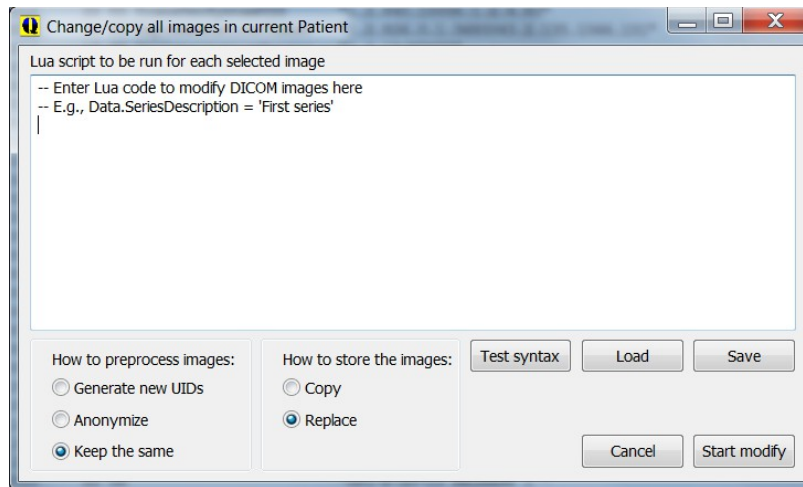 Change/copy all images in current Patient
Lua script to be run for each selected image
-- Enter Lua code to modify DICOM images here
-- E.g., Data.SeriesDescription = 'First series'
How to preprocess images:
Generate new UIDs
Anonymize
Keep the same
How to store the images:
Copy
Replace
Test syntax
Load
Save
Cancel
Start modify